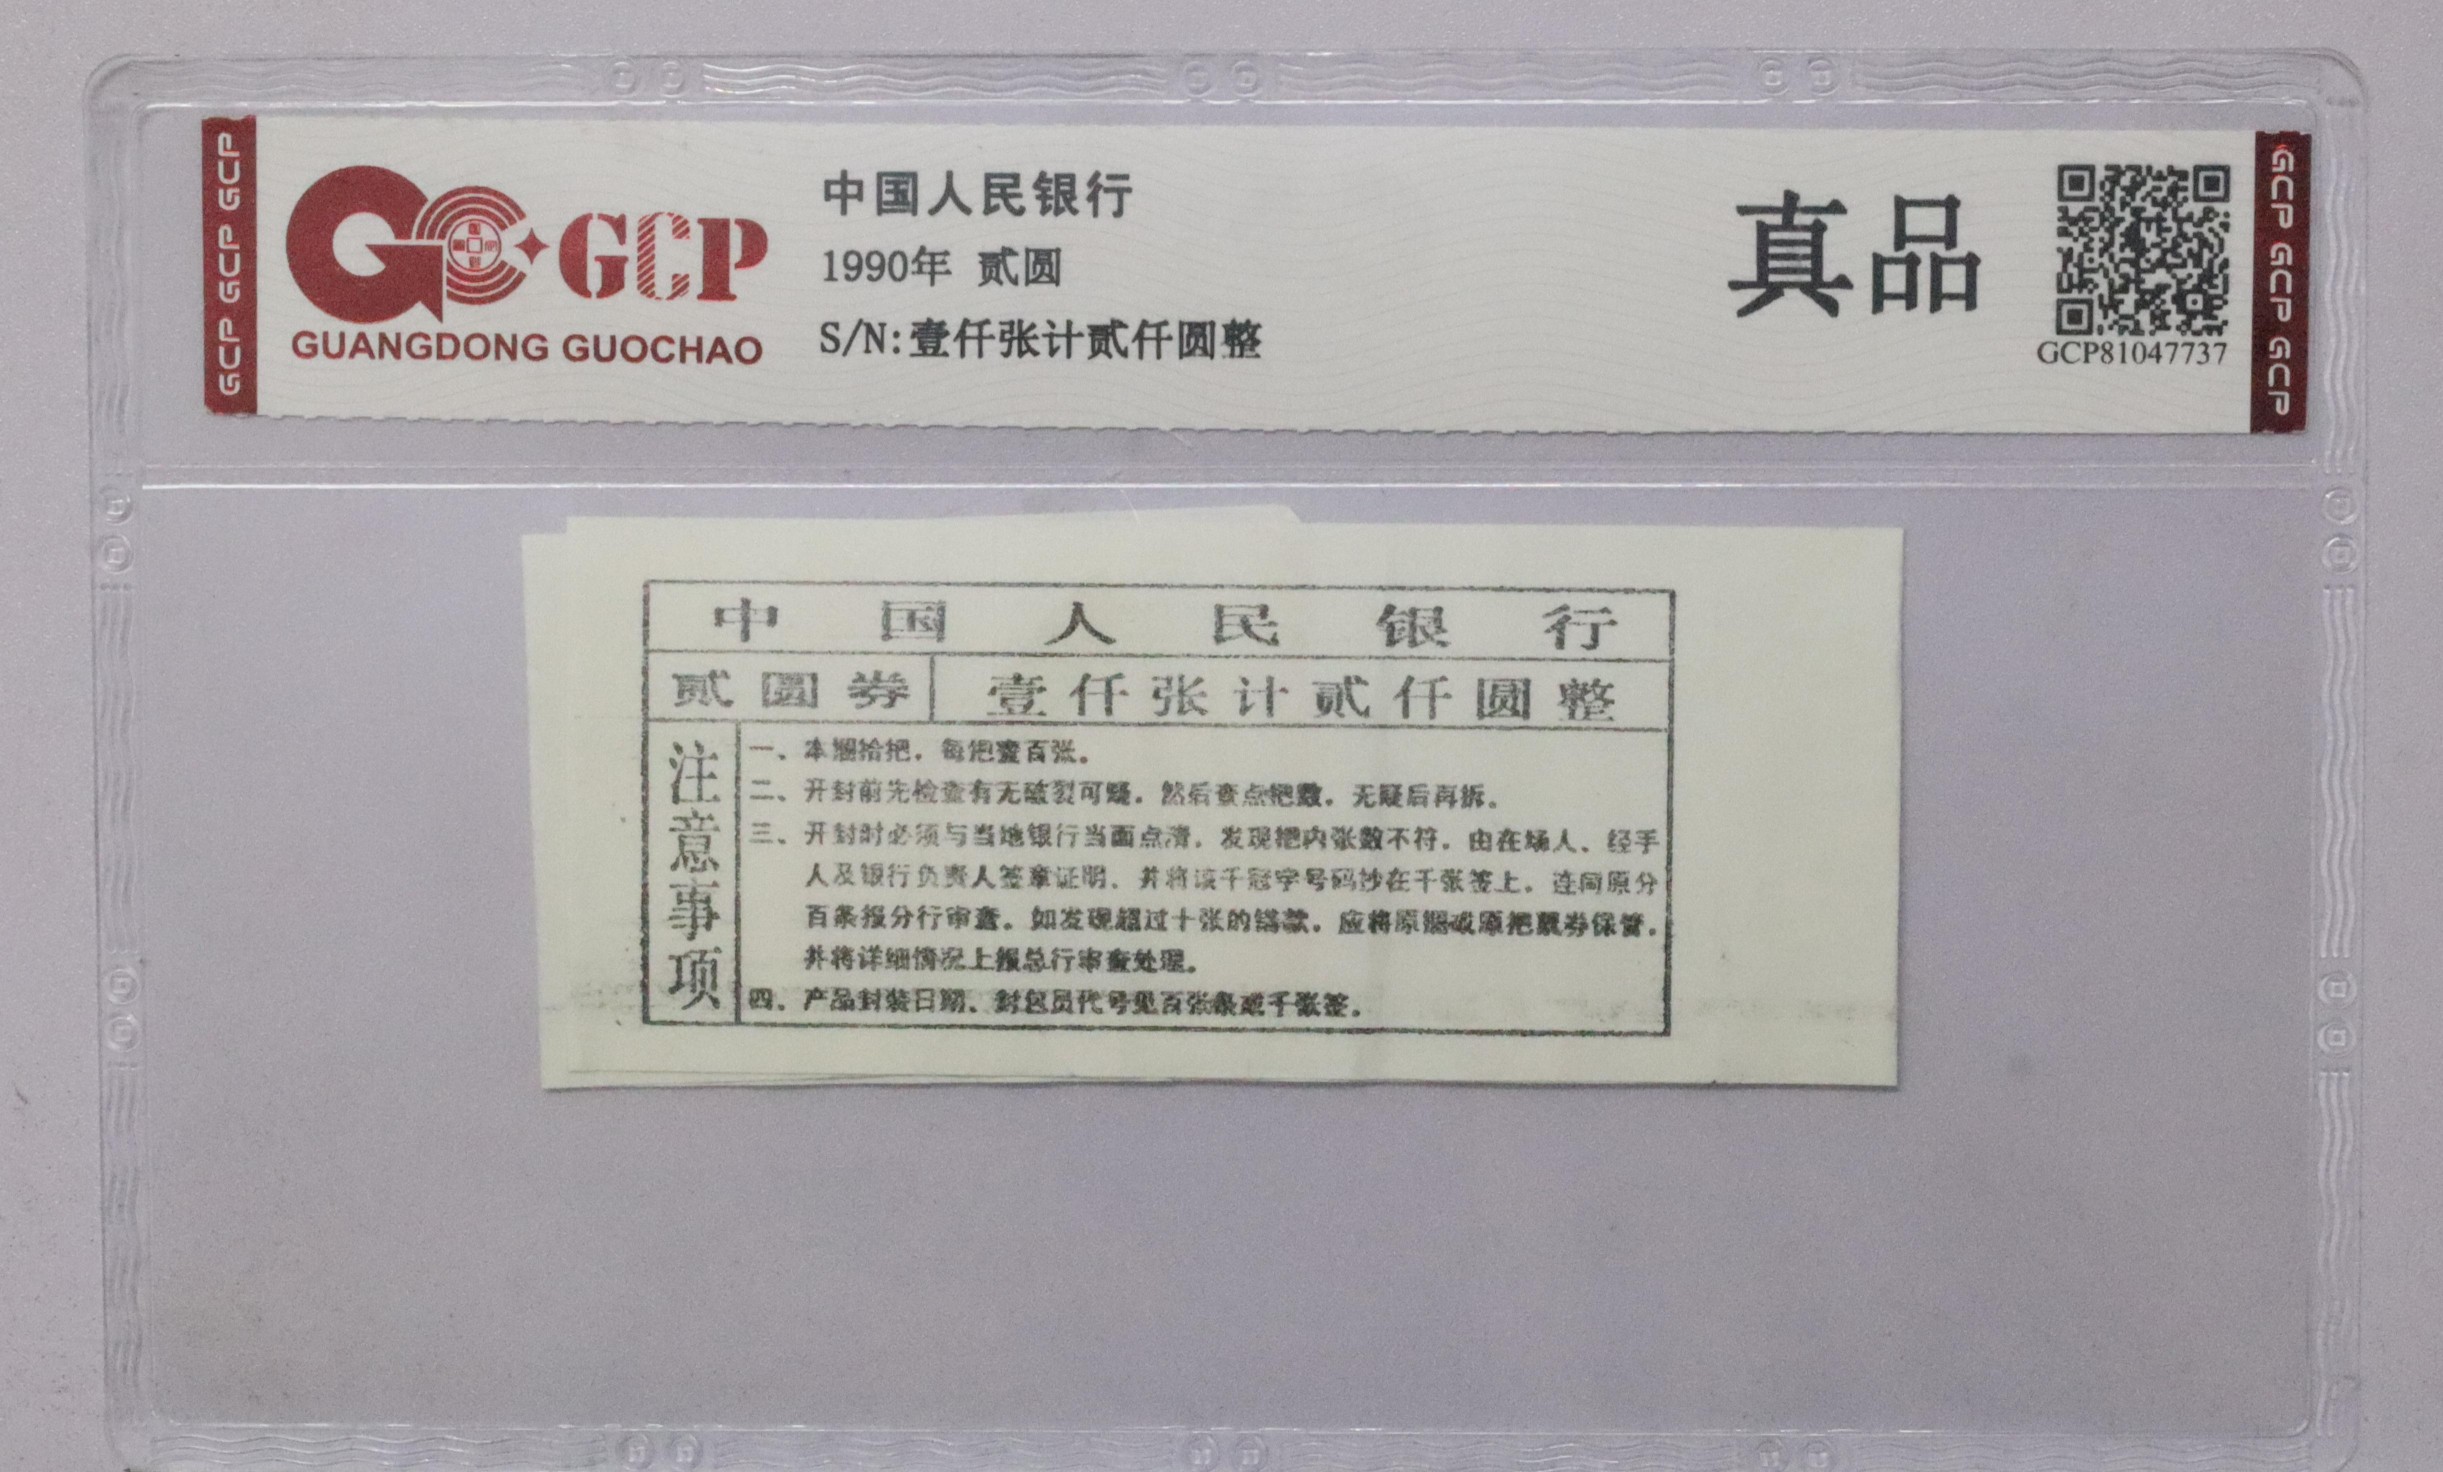 GCP GCP GCP
GCP
GUANGDONG GUOCHAO
中国人民银行
1990年 贰圆
S/N:壹仟张计贰仟圆整
真品
GCP81047737
GCP GCP GCP
中国人民银行
贰圆券 壹仟张计贰仟圆整
注意事项
一、本捆拾把，每把壹百张。
二、开封前先检查有无破裂可疑，然后查点把数，无疑后再拆。
三、开封时必须与当地银行当面点清，发现把内张数不符，由在场人、经手
人及银行负责人签章证明，并将该千冠字号码抄在千张签上，连同原分
百条报分行审查。如发现超过十张的错款，应将原捆或原把票券保管，
并将详细情况上报总行审查处理。
四、产品封装日期、封包员代号见百张条或千张签。